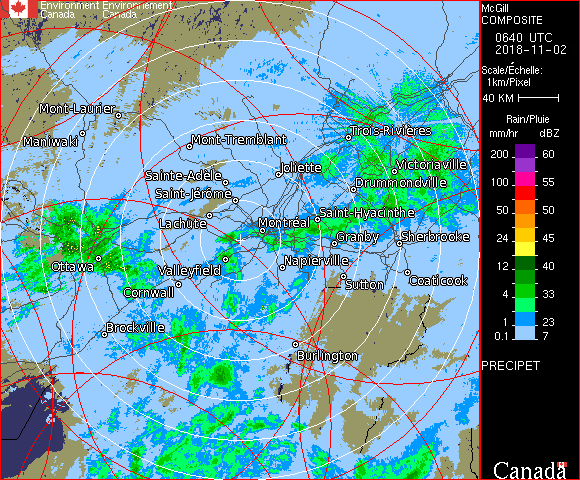 Environment Environnement
Canada Canada
McGill
COMPOSITE
0640 UTC
2018-11-02
Scale/Échelle:
1km/Pixel
40 KM
Rain/Pluie
mm/hr dBZ
200 60
100 55
50 50
24 45
12 40
4 33
1 23
0.1 7
PRECIPET
Canada
Mont-Laurier
Maniwaki
Mont-Tremblant
Trois-Rivières
Joliette
Victoriaville
Sainte-Adèle
Drummondville
Saint-Jérôme
Saint-Hyacinthe
Lachute
Montréal
Granby
Sherbrooke
Ottawa
Valleyfield
Napierville
Coaticook
Cornwall
Sutton
Brockville
Burlington